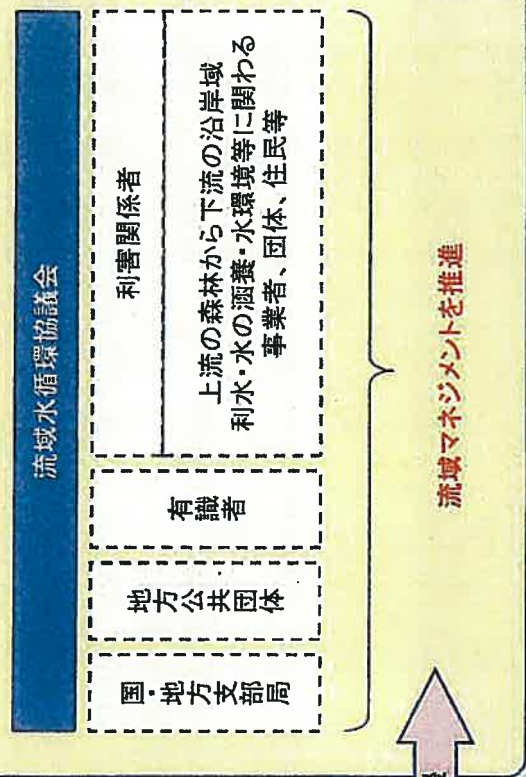 流域水循環協議会
国・地方支部局
地方公共団体
有識者
利害関係者
上流の森林から下流の沿岸域
利水・水の涵養・水環境等に関わる
事業者、団体、住民等
流域マネジメントを推進